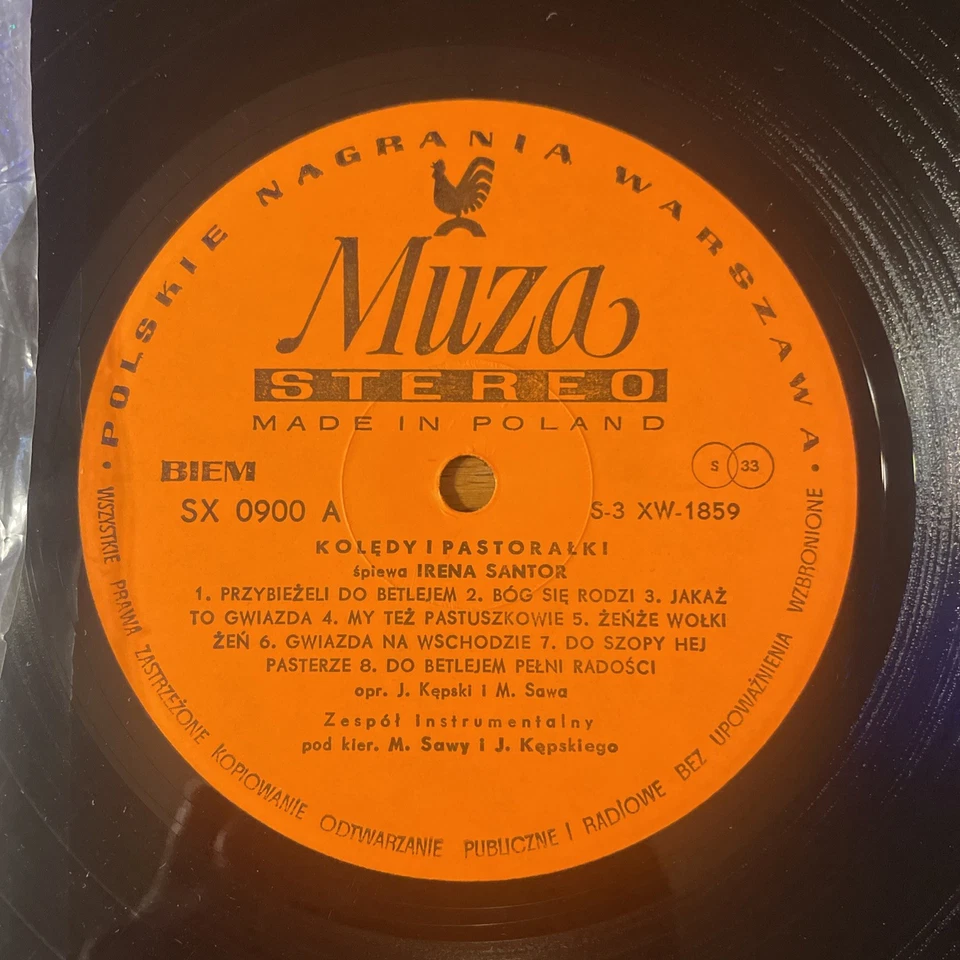 • POLSKIE NAGRANIA WARSZAWA •
Muza
STEREO
MADE IN POLAND
BIEM
S 33
SX 0900 A
S-3 XW-1859
KOLĘDY I PASTORAŁKI
śpiewa IRENA SANTOR
1. PRZYBIEŻELI DO BETLEJEM 2. BÓG SIĘ RODZI 3. JAKAŻ
TO GWIAZDA 4. MY TEŻ PASTUSZKOWIE 5. ŻEŃŻE WOŁKI
ŻEŃ 6. GWIAZDA NA WSCHODZIE 7. DO SZOPY HEJ
PASTERZE 8. DO BETLEJEM PEŁNI RADOŚCI
opr. J. Kępski i M. Sawa
Zespół Instrumentalny
pod kier. M. Sawy i J. Kępskiego
WSZYSTKIE PRAWA ZASTRZEŻONE KOPIOWANIE ODTWARZANIE PUBLICZNE I RADIOWE BEZ UPOWAŻNIENIA WZBRONIONE